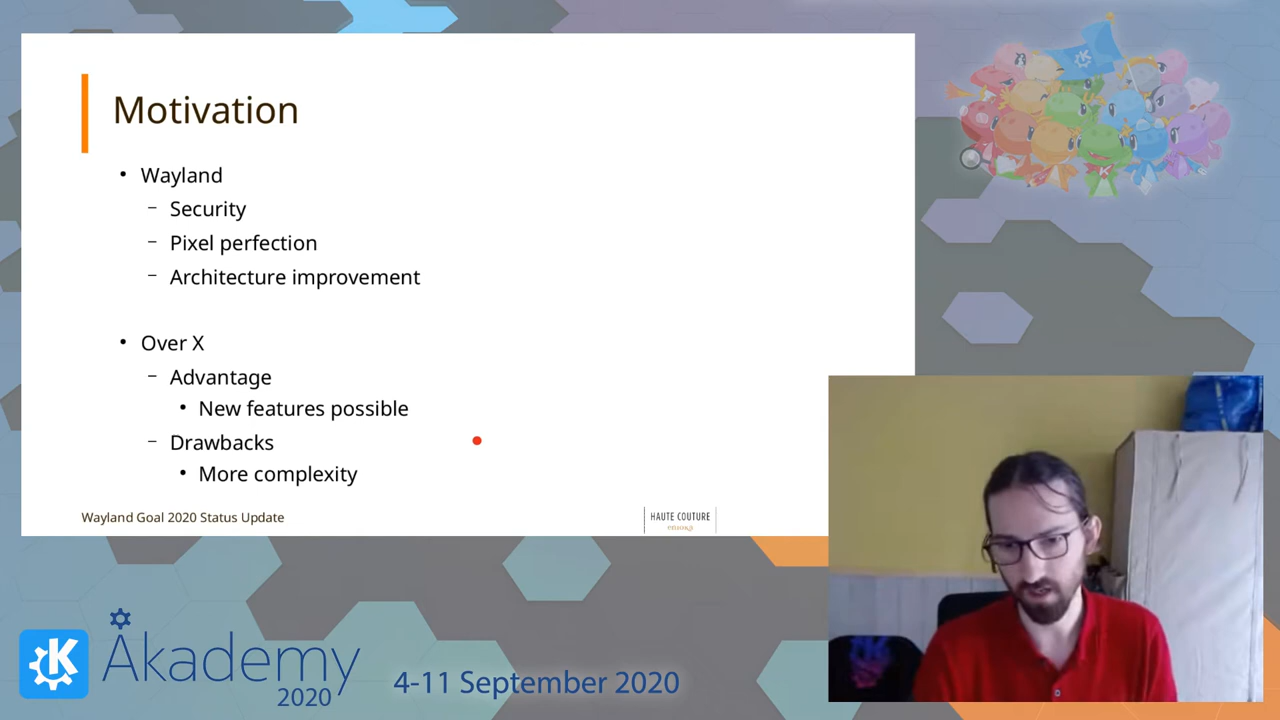 Motivation
• Wayland
– Security
– Pixel perfection
– Architecture improvement
• Over X
– Advantage
• New features possible
– Drawbacks
• More complexity
Wayland Goal 2020 Status Update
HAUTE COUTURE
Akademy
2020
4-11 September 2020